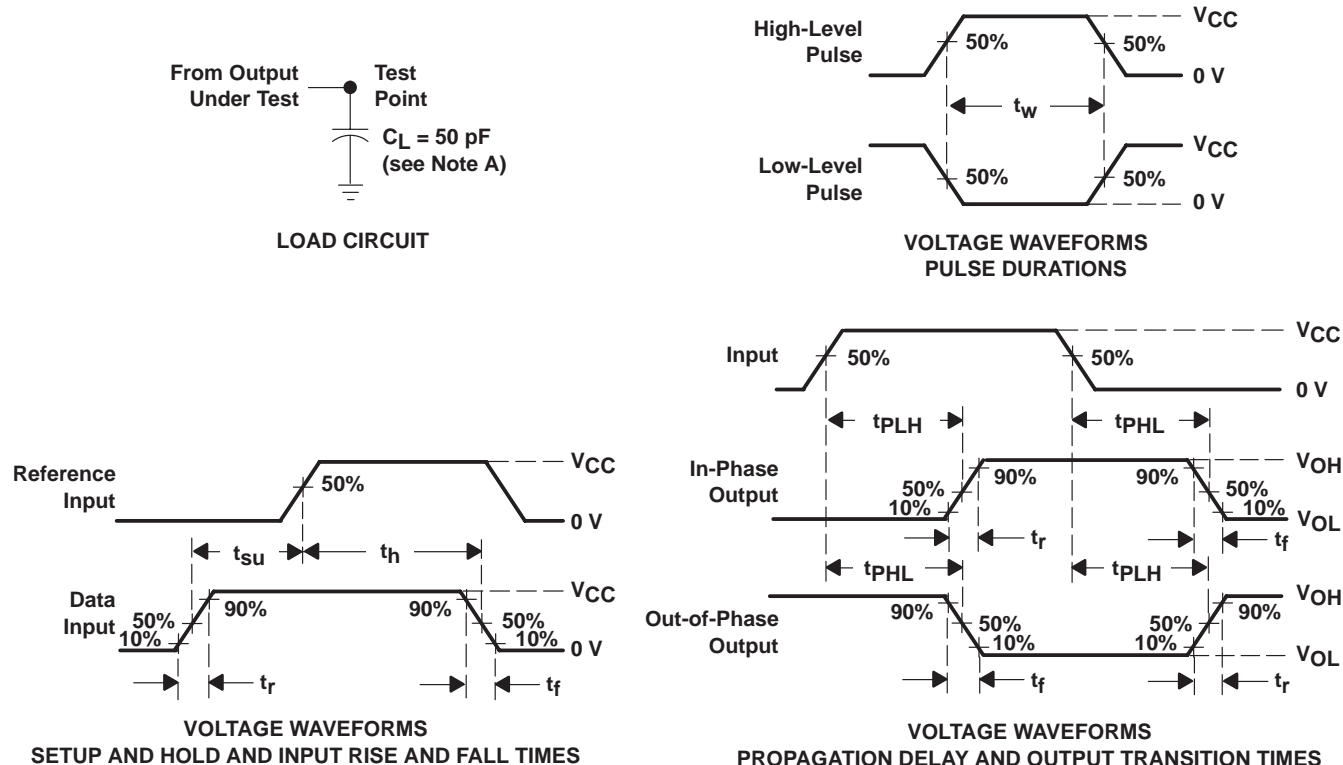 From Output
Under Test
Test
Point
CL = 50 pF
(see Note A)
LOAD CIRCUIT
High-Level
Pulse
50%
50%
VCC
0 V
tw
Low-Level
Pulse
50%
50%
VCC
0 V
VOLTAGE WAVEFORMS
PULSE DURATIONS
Reference
Input
50%
VCC
0 V
tsu
th
Data
Input
50%
10%
90%
90%
50%
10%
VCC
0 V
tr
tf
VOLTAGE WAVEFORMS
SETUP AND HOLD AND INPUT RISE AND FALL TIMES
Input
50%
50%
VCC
0 V
tPLH
tPHL
In-Phase
Output
50%
10%
90%
90%
50%
10%
VOH
VOL
tr
tf
tPHL
tPLH
Out-of-Phase
Output
90%
50%
10%
50%
10%
90%
VOH
VOL
tf
tr
VOLTAGE WAVEFORMS
PROPAGATION DELAY AND OUTPUT TRANSITION TIMES